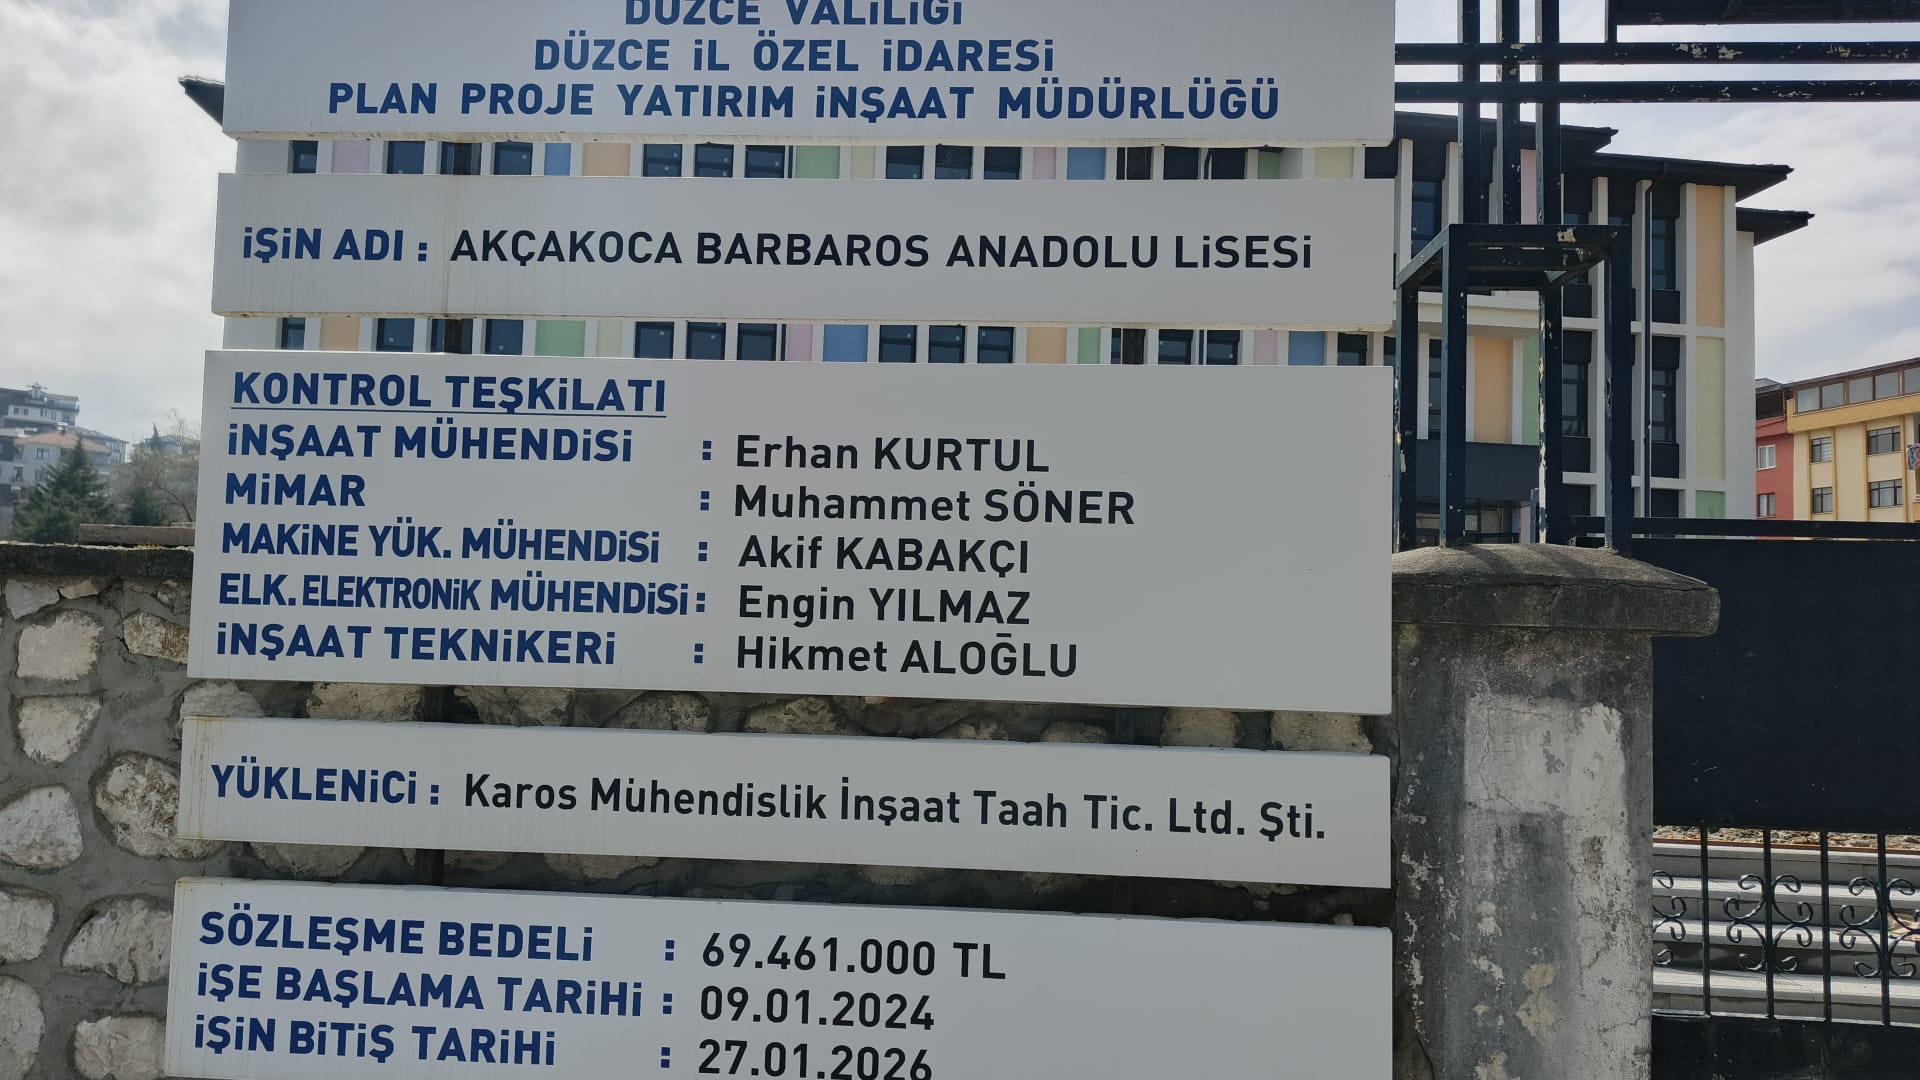 DÜZCE VALİLİĞİ
DÜZCE İL ÖZEL İDARESİ
PLAN PROJE YATIRIM İNŞAAT MÜDÜRLÜĞÜ
İŞİN ADI : AKÇAKOCA BARBAROS ANADOLU LİSESİ
KONTROL TEŞKİLATI
İNŞAAT MÜHENDİSİ : Erhan KURTUL
MİMAR : Muhammet SÖNER
MAKİNE YÜK. MÜHENDİSİ : Akif KABAKÇI
ELK. ELEKTRONİK MÜHENDİSİ : Engin YILMAZ
İNŞAAT TEKNİKERİ : Hikmet ALOĞLU
YÜKLENİCİ : Karos Mühendislik İnşaat Taah Tic. Ltd. Şti.
SÖZLEŞME BEDELİ : 69.461.000 TL
İŞE BAŞLAMA TARİHİ : 09.01.2024
İŞİN BİTİŞ TARİHİ : 27.01.2026